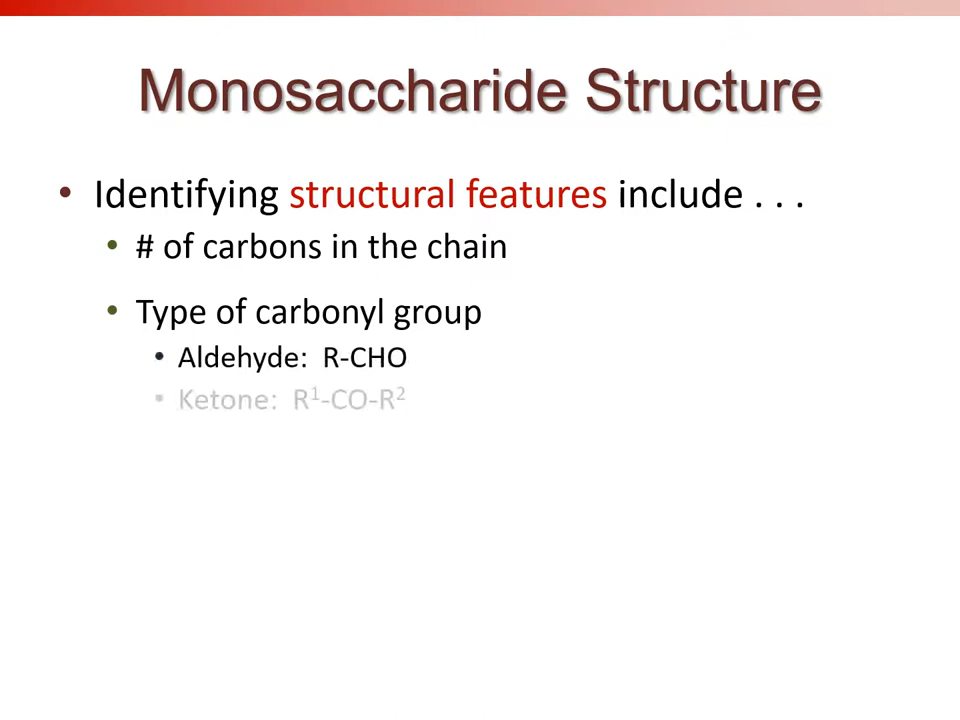 Monosaccharide Structure
• Identifying structural features include . . .
• # of carbons in the chain
• Type of carbonyl group
• Aldehyde: R-CHO
• Ketone: R¹-CO-R²